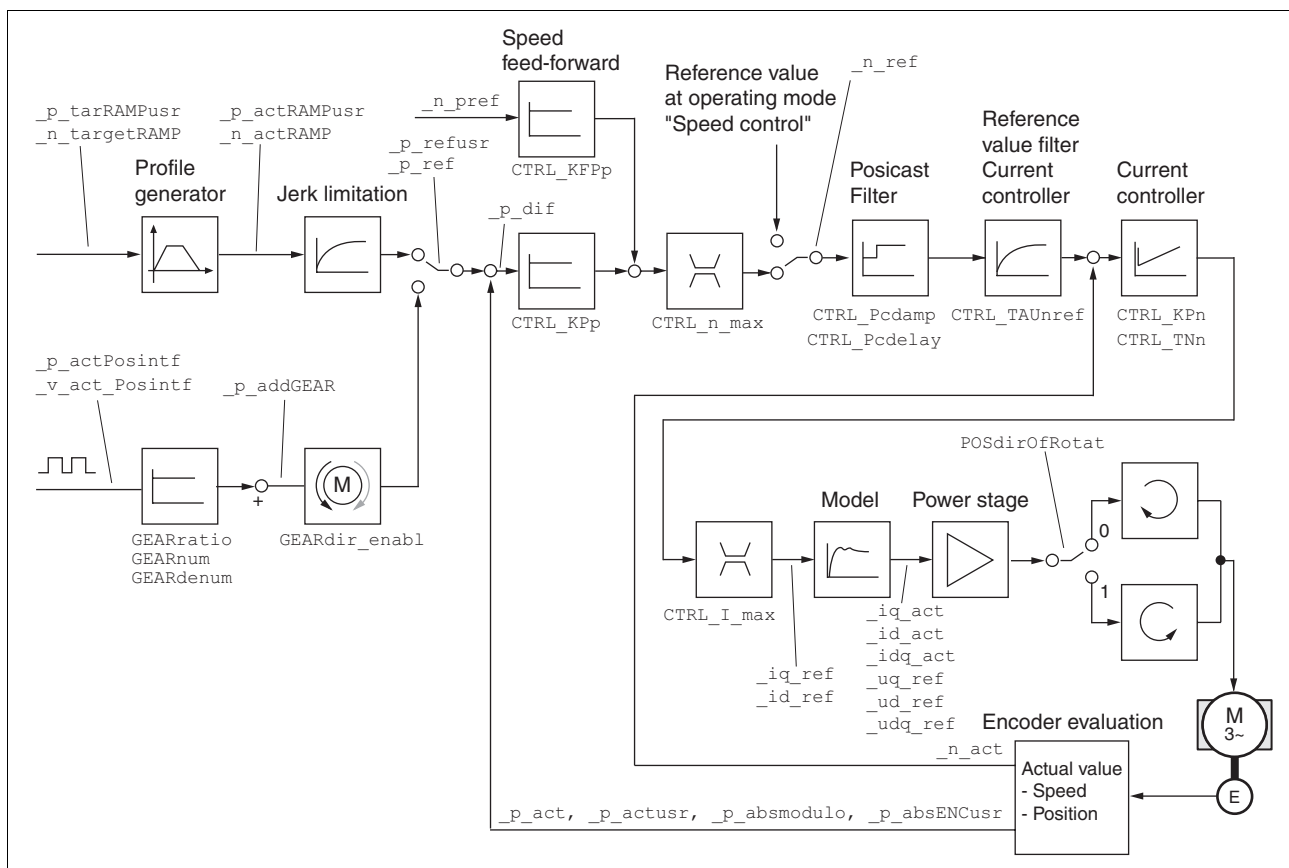 Speed
feed-forward
_n_pref
CTRL_KFPp
Reference value
at operating mode
"Speed control"
_n_ref
_p_tarRAMPusr
_n_targetRAMP
_p_actRAMPusr
_n_actRAMP
_p_refusr
_p_ref
Profile
generator
Jerk limitation
_p_dif
CTRL_KPp
CTRL_n_max
Posicast
Filter
CTRL_Pcdamp
CTRL_Pcdelay
Reference
value filter
Current
controller
CTRL_TAUnref
Current
controller
CTRL_KPn
CTRL_TNn
_p_actPosintf
_v_act_Posintf
_p_addGEAR
+
M
GEARratio
GEARnum
GEARdenum
GEARdir_enabl
CTRL_I_max
_iq_ref
_id_ref
Model
_iq_act
_id_act
_idq_act
_uq_ref
_ud_ref
_udq_ref
Power stage
POSdirOfRotat
0
1
M
3~
E
Encoder evaluation
Actual value
- Speed
- Position
_n_act
_p_act, _p_actusr, _p_absmodulo, _p_absENCusr